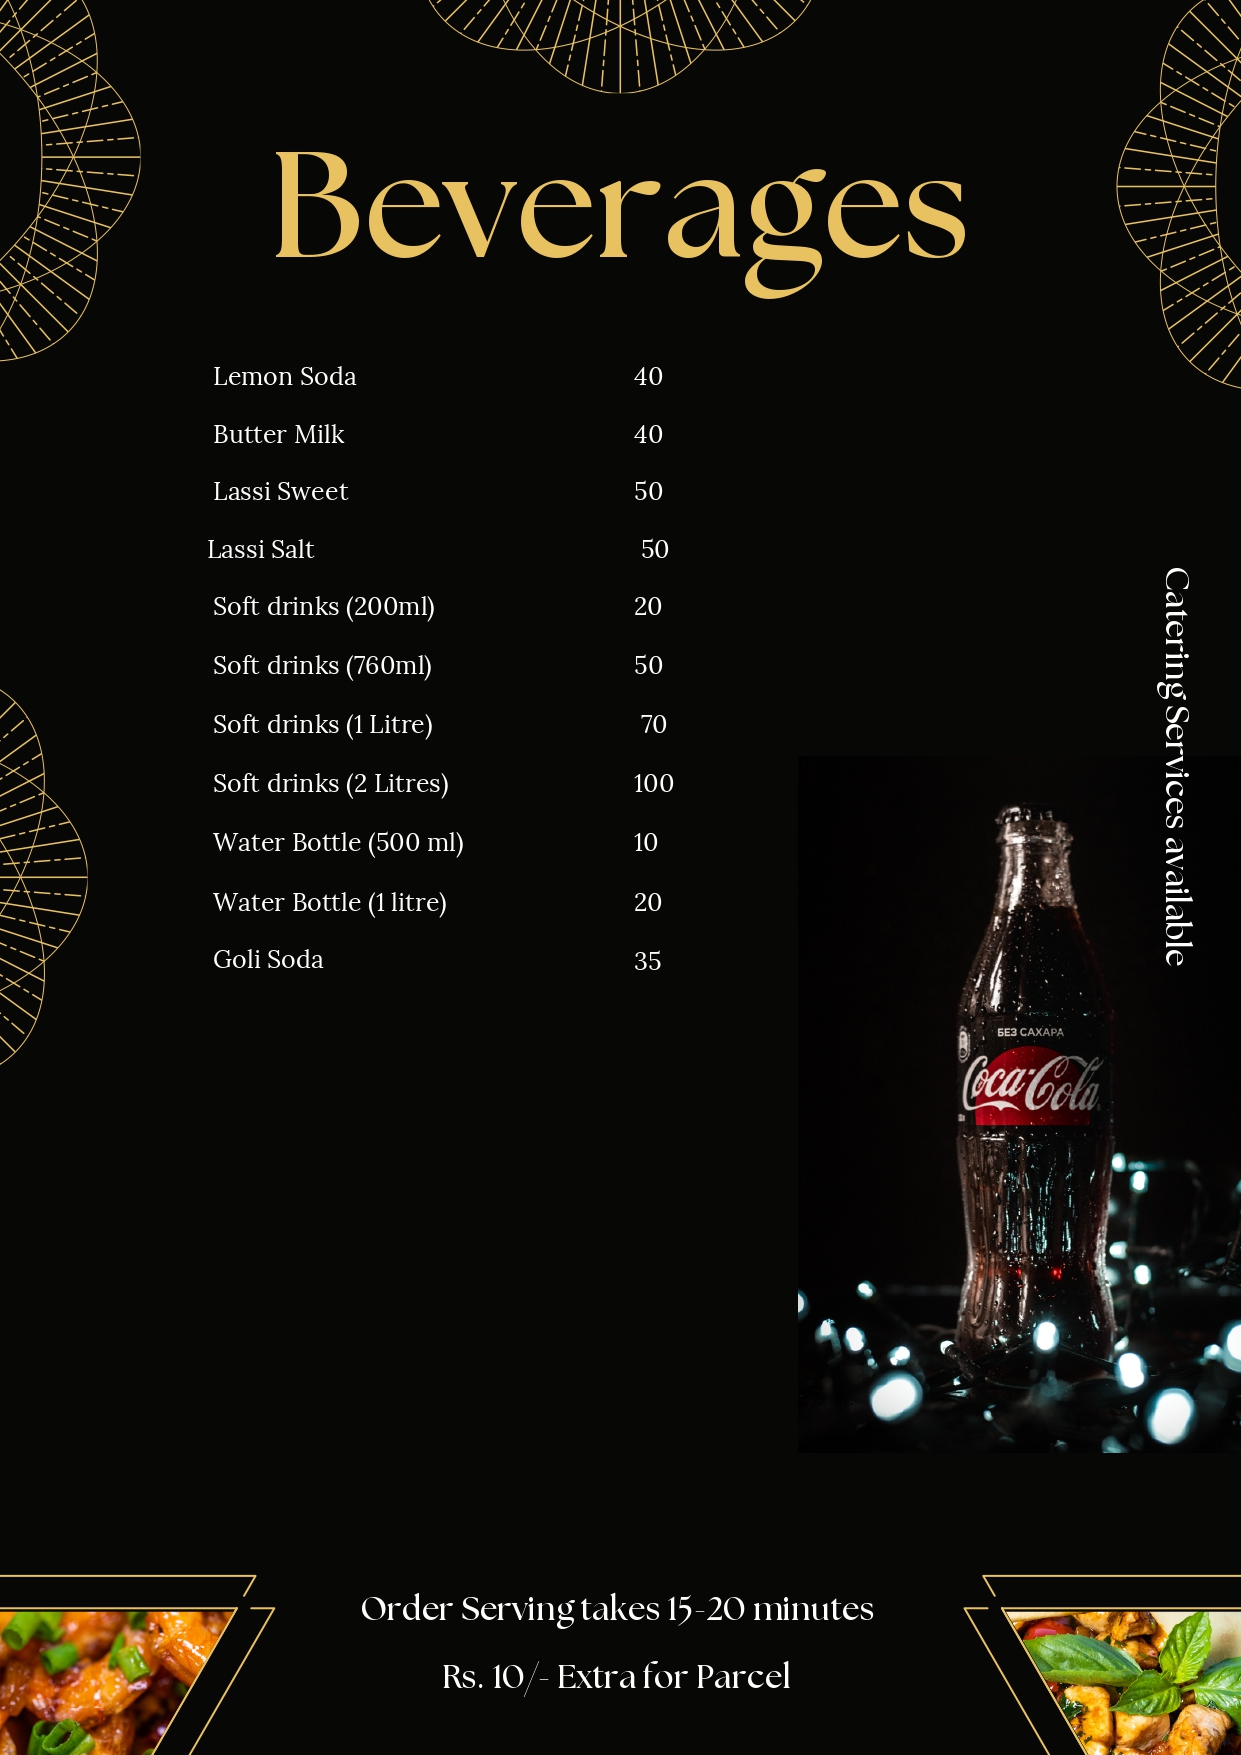 Beverages
Lemon Soda 40
Butter Milk 40
Lassi Sweet 50
Lassi Salt 50
Soft drinks (200ml) 20
Soft drinks (760ml) 50
Soft drinks (1 Litre) 70
Soft drinks (2 Litres) 100
Water Bottle (500 ml) 10
Water Bottle (1 litre) 20
Goli Soda 35
Catering Services available
БЕЗ САХАРА
Coca-Cola
Order Serving takes 15-20 minutes
Rs. 10/- Extra for Parcel